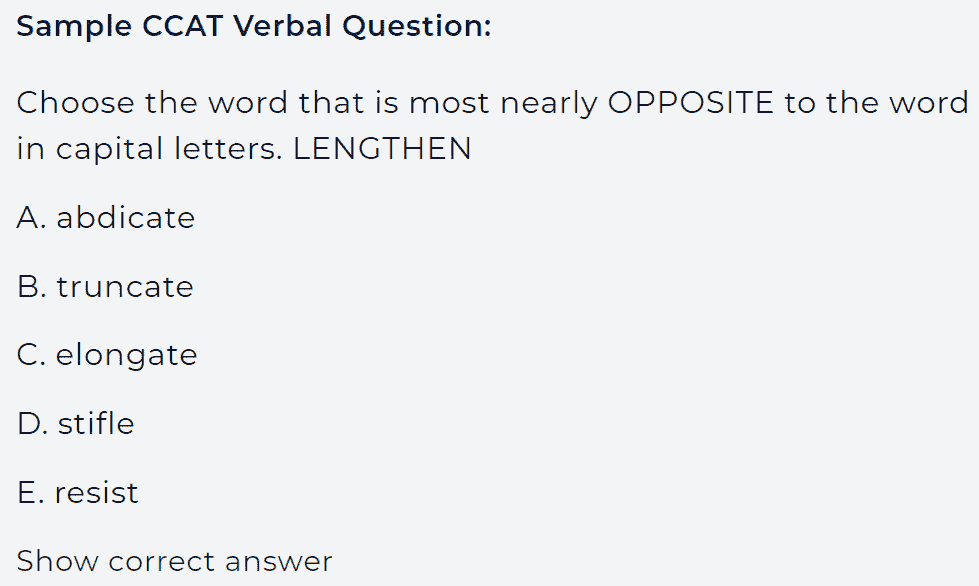 Sample CCAT Verbal Question:
Choose the word that is most nearly OPPOSITE to the word
in capital letters. LENGTHEN
A. abdicate
B. truncate
C. elongate
D. stifle
E. resist
Show correct answer